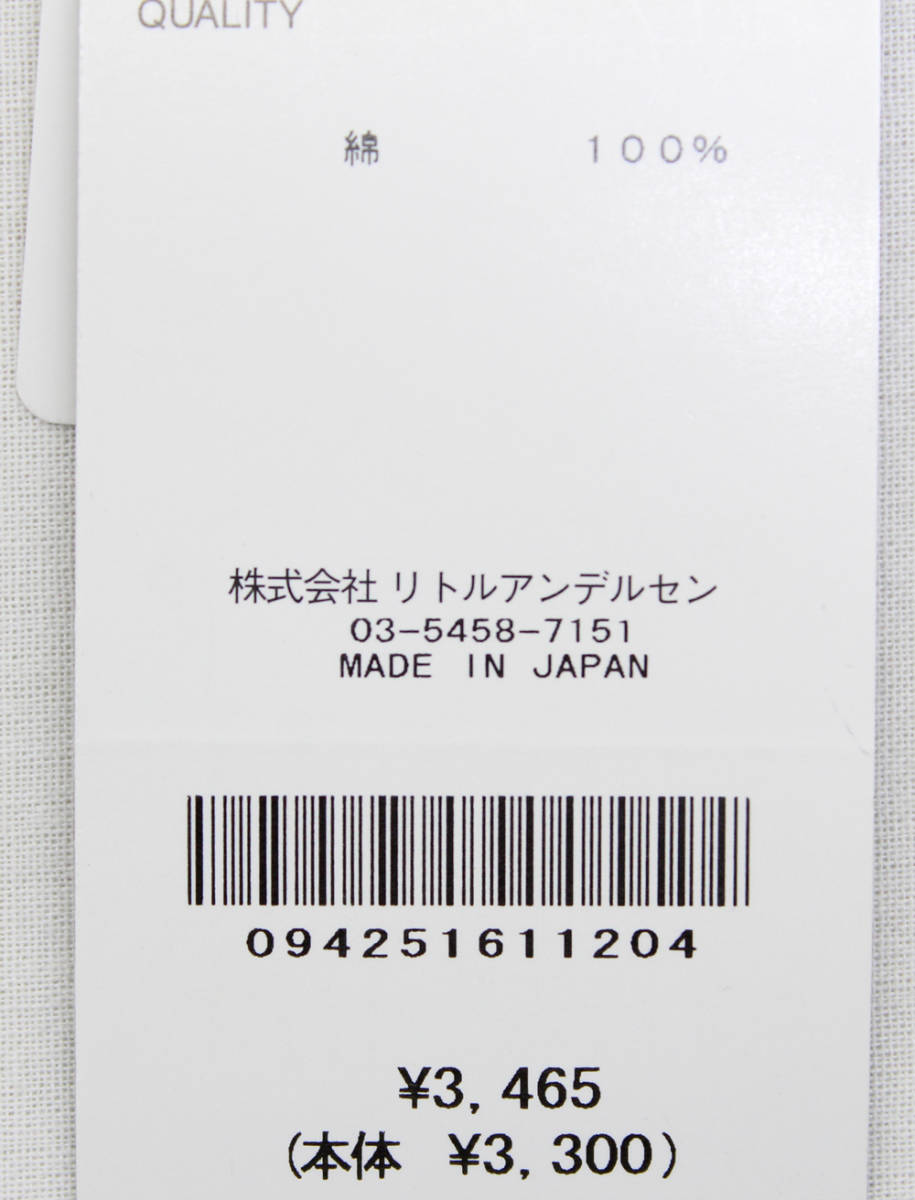 QUALITY
綿 100%
株式会社 リトルアンデルセン
03-5458-7151
MADE IN JAPAN
094251611204
¥3,465
(本体 ¥3,300)